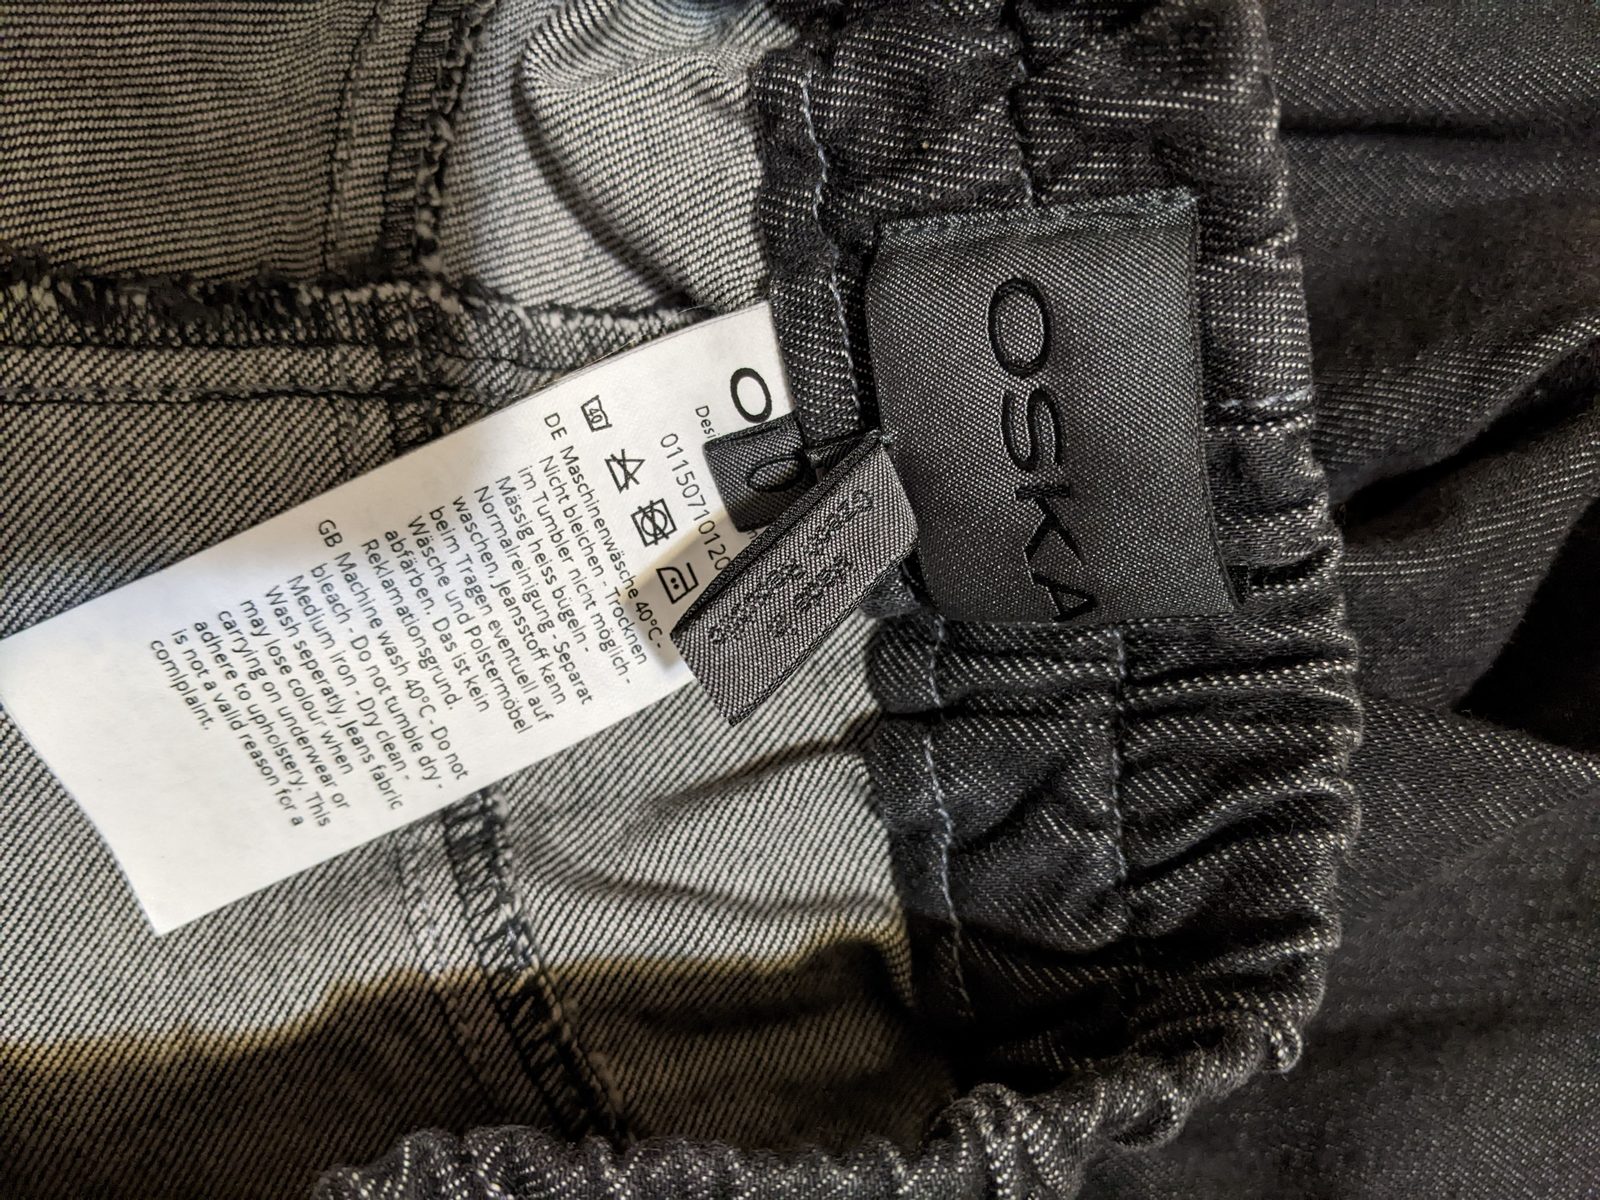 OSKA
0
O
Desi
0115071012
40
DE Maschinenwäsche 40°C -
Nicht bleichen - Trocknen
im Tumbler nicht möglich -
Mässig heiss bügeln -
Normalreinigung - Separat
waschen. Jeansstoff kann
beim Tragen eventuell auf
Wäsche und Polstermöbel
abfärben. Das ist kein
Reklamationsgrund.
GB Machine wash 40°C - Do not
bleach - Do not tumble dry -
Medium iron - Dry clean -
Wash seperatly. Jeans fabric
may lose colour when
carrying on underwear or
adhere to upholstery. This
is not a valid reason for a
complaint.